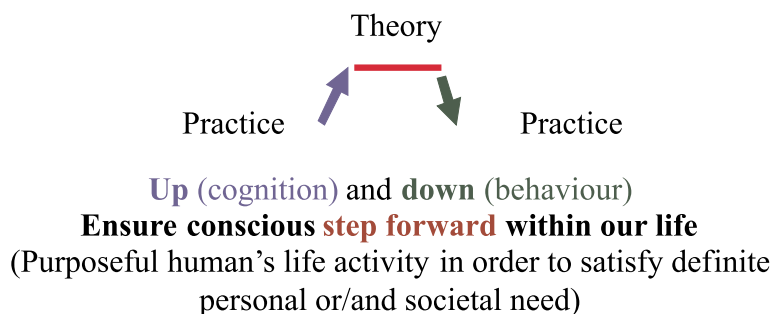 Theory
Practice Practice
Up (cognition) and down (behaviour)
Ensure conscious step forward within our life
(Purposeful human’s life activity in order to satisfy definite
personal or/and societal need)